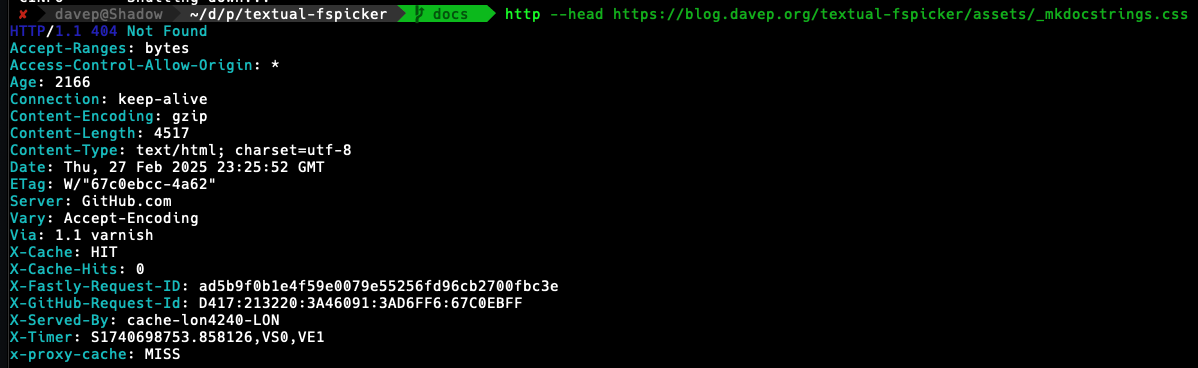 ✘ davep@Shadow ~/d/p/textual-fspicker docs http --head https://blog.davep.org/textual-fspicker/assets/_mkdocstrings.css
HTTP/1.1 404 Not Found
Accept-Ranges: bytes
Access-Control-Allow-Origin: *
Age: 2166
Connection: keep-alive
Content-Encoding: gzip
Content-Length: 4517
Content-Type: text/html; charset=utf-8
Date: Thu, 27 Feb 2025 23:25:52 GMT
ETag: W/"67c0ebcc-4a62"
Server: GitHub.com
Vary: Accept-Encoding
Via: 1.1 varnish
X-Cache: HIT
X-Cache-Hits: 0
X-Fastly-Request-ID: ad5b9f0b1e4f59e0079e55256fd96cb2700fbc3e
X-GitHub-Request-Id: D417:213220:3A46091:3AD6FF6:67C0EBFF
X-Served-By: cache-lon4240-LON
X-Timer: S1740698753.858126,VS0,VE1
x-proxy-cache: MISS